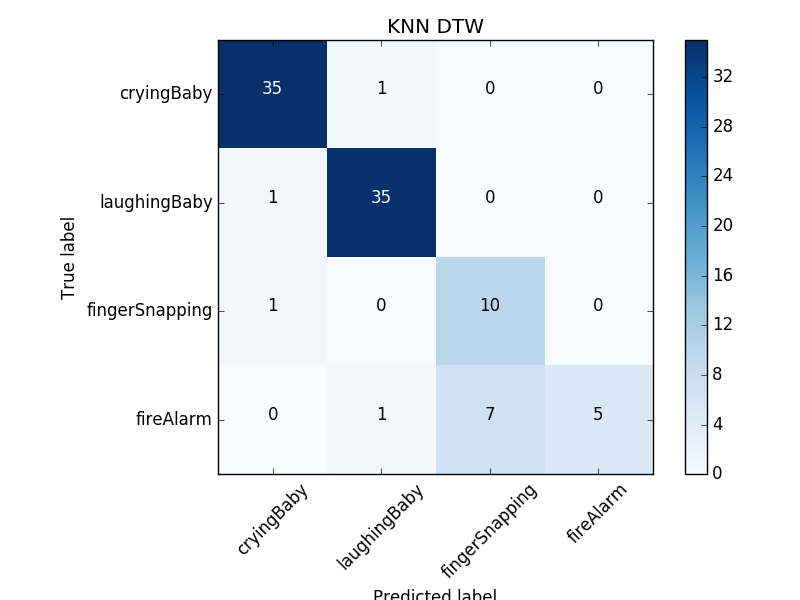 KNN DTW
cryingBaby 35 1 0 0
laughingBaby 1 35 0 0
fingerSnapping 1 0 10 0
fireAlarm 0 1 7 5
True label
cryingBaby laughingBaby fingerSnapping fireAlarm
Predicted label
32
28
24
20
16
12
8
4
0